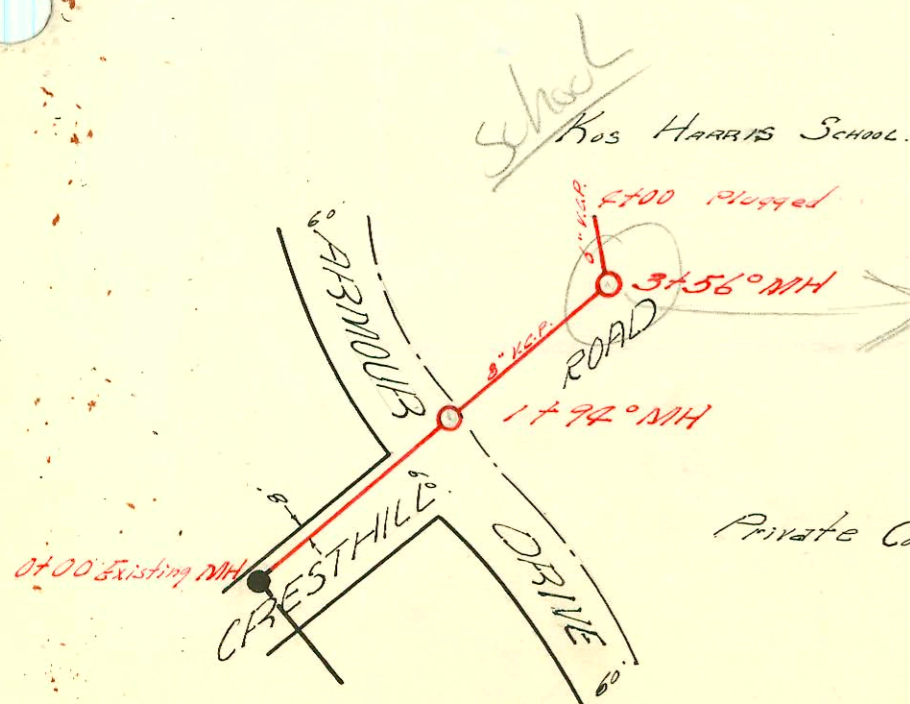 School
Kos HARRIS SCHOOL.
6" V.C.P.
4+00 Plugged
60'
ARMOUR
3+56° MH
8" V.C.P.
ROAD
1+94° MH
8'
60'
CRESTHILL
DRIVE
Private
0+00 Existing MH
60'